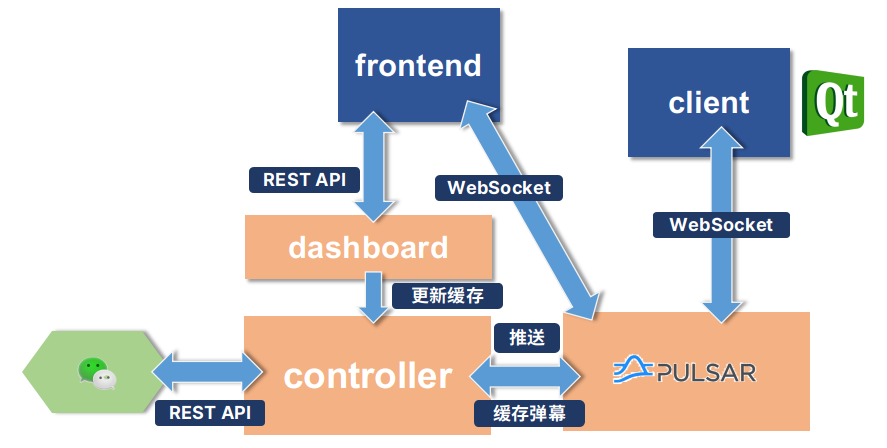 frontend
client
Qt
REST API
WebSocket
WebSocket
dashboard
更新缓存
推送
controller
PULSAR
REST API
缓存弹幕